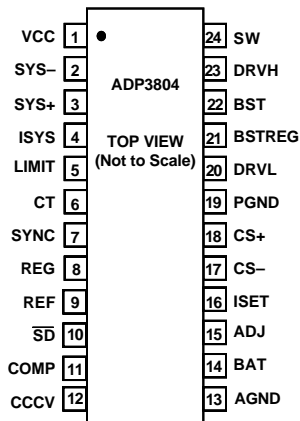 VCC 1
SYS– 2
SYS+ 3
ISYS 4
LIMIT 5
CT 6
SYNC 7
REG 8
REF 9
SD 10
COMP 11
CCCV 12
ADP3804
TOP VIEW
(Not to Scale)
24 SW
23 DRVH
22 BST
21 BSTREG
20 DRVL
19 PGND
18 CS+
17 CS–
16 ISET
15 ADJ
14 BAT
13 AGND